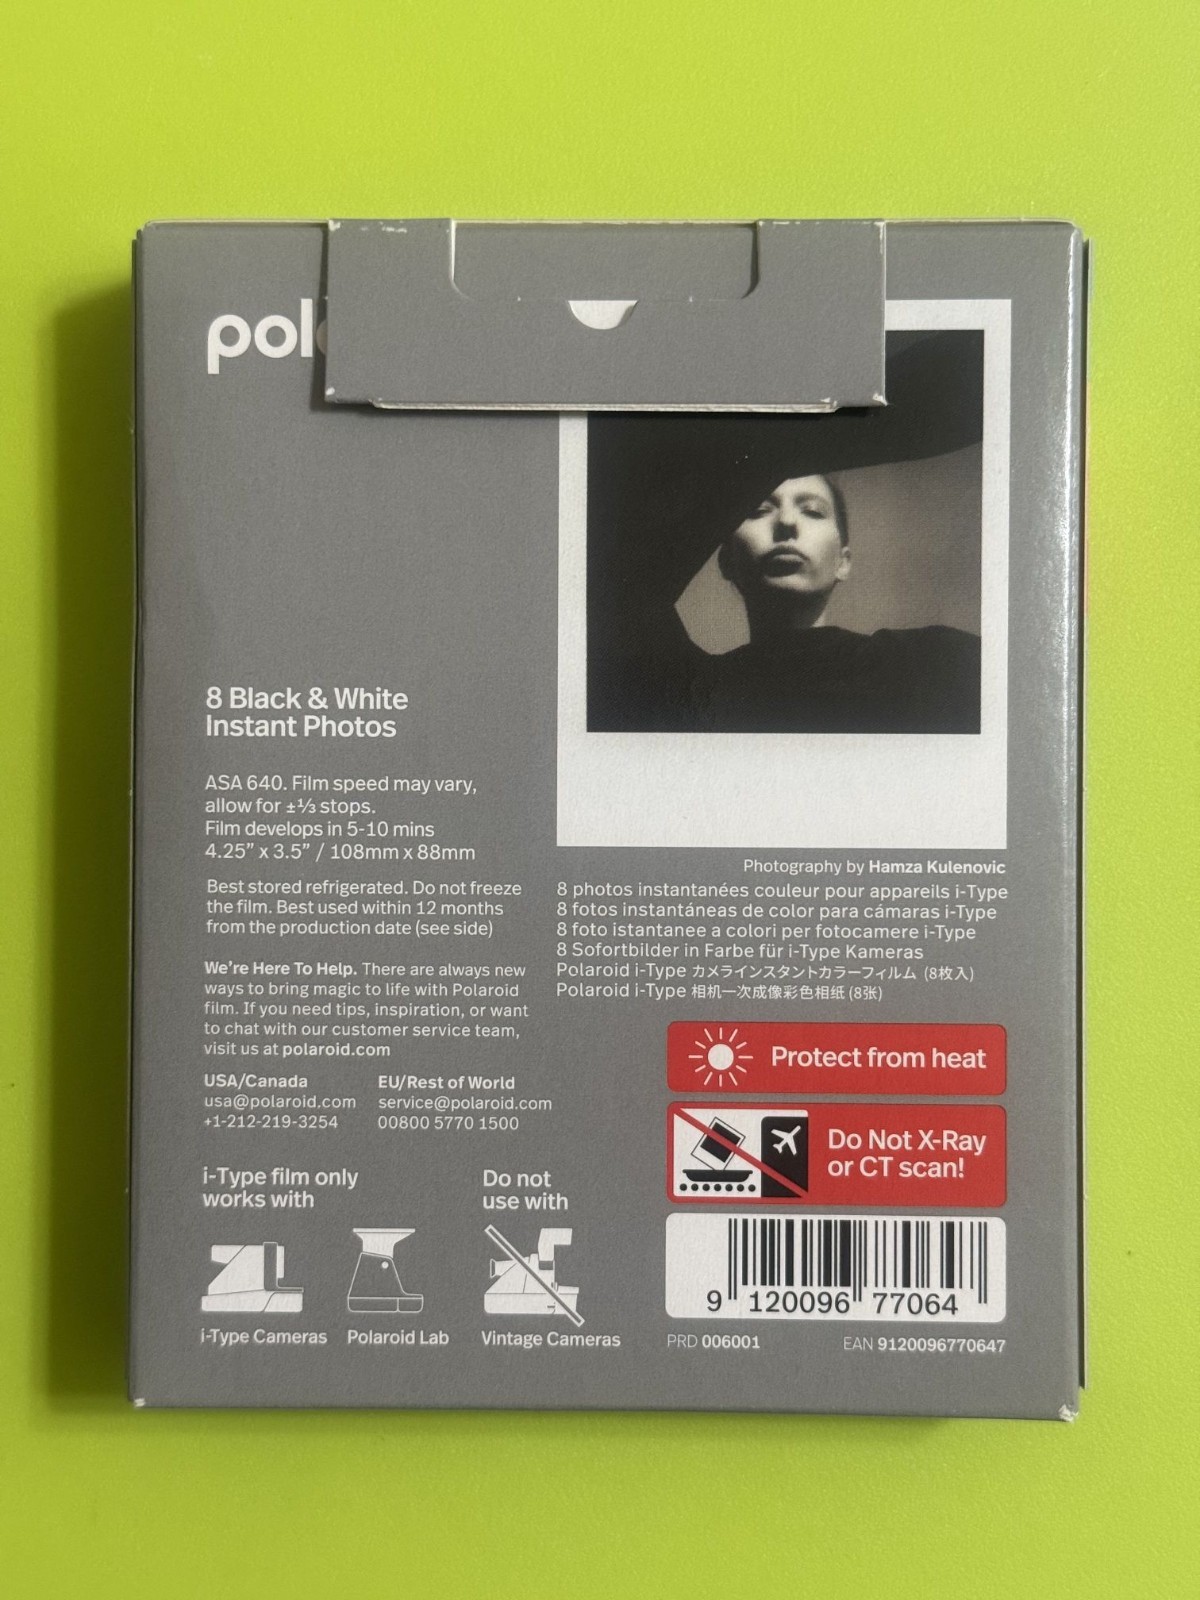 8 Black & White
Instant Photos
ASA 640. Film speed may vary,
allow for ±⅓ stops.
Film develops in 5-10 mins
4.25” x 3.5” / 108mm x 88mm
Best stored refrigerated. Do not freeze
the film. Best used within 12 months
from the production date (see side)
We’re Here To Help. There are always new
ways to bring magic to life with Polaroid
film. If you need tips, inspiration, or want
to chat with our customer service team,
visit us at polaroid.com
USA/Canada
usa@polaroid.com
+1-212-219-3254
EU/Rest of World
service@polaroid.com
00800 5770 1500
i-Type film only
works with
i-Type Cameras
Polaroid Lab
Do not
use with
Vintage Cameras
Photography by Hamza Kulenovic
8 photos instantanées couleur pour appareils i-Type
8 fotos instantáneas de color para cámaras i-Type
8 foto istantanee a colori per fotocamere i-Type
8 Sofortbilder in Farbe für i-Type Kameras
Polaroid i-Type カメラインスタントカラーフィルム (8枚入)
Polaroid i-Type 相机一次成像彩色相纸 (8张)
Protect from heat
Do Not X-Ray
or CT scan!
9 120096 77064
PRD 006001
EAN 9120096770647